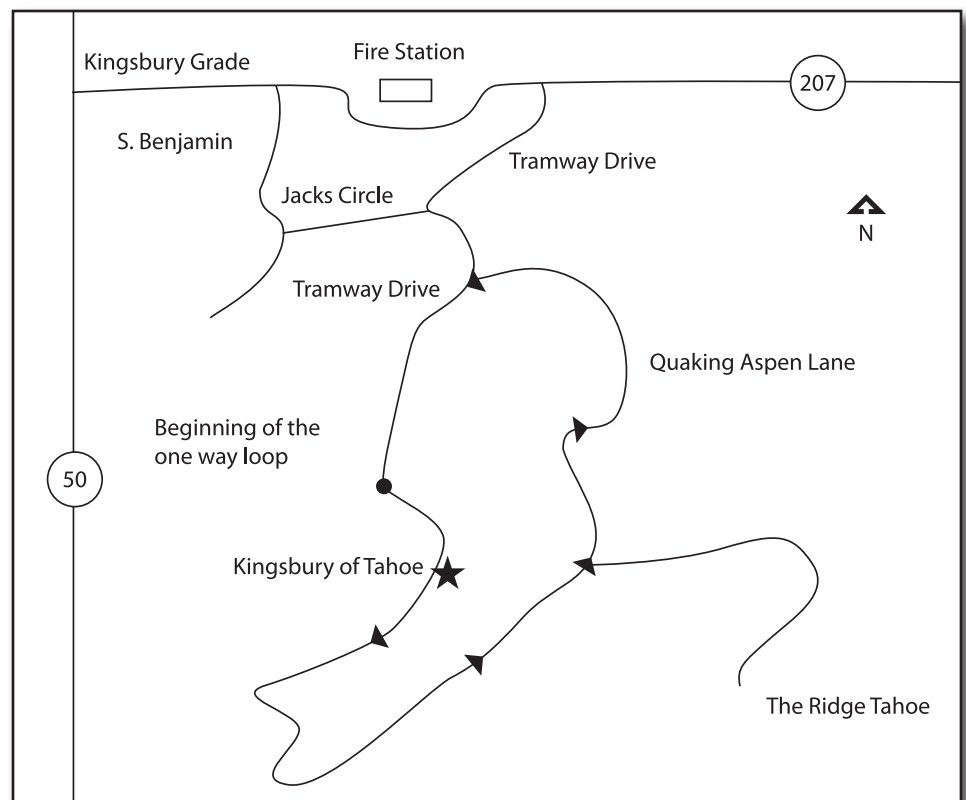 Fire Station
Kingsbury Grade
207
S. Benjamin
Tramway Drive
Jacks Circle
N
Tramway Drive
Quaking Aspen Lane
Beginning of the
one way loop
50
Kingsbury of Tahoe
The Ridge Tahoe